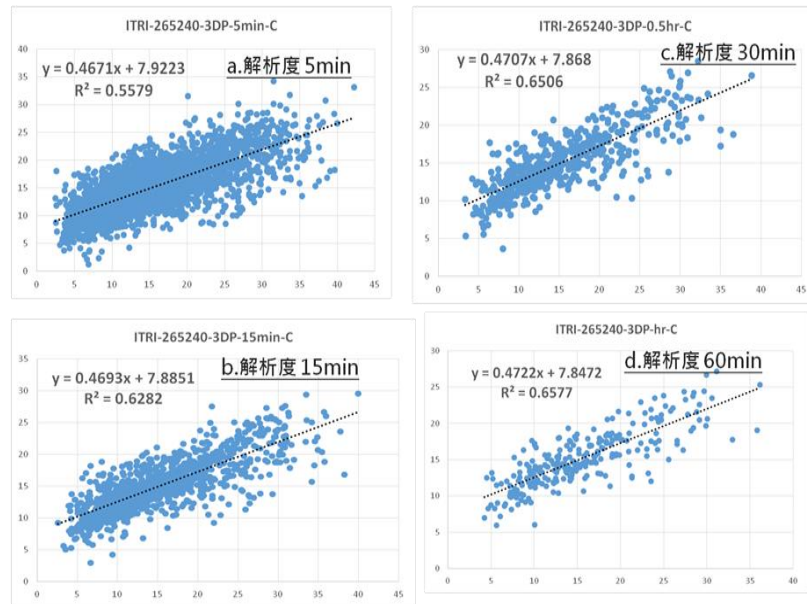 ITRI-265240-3DP-5min-C
y = 0.4671x + 7.9223
R² = 0.5579
a.解析度 5min
40
35
30
25
20
15
10
5
0
0 5 10 15 20 25 30 35 40 45
ITRI-265240-3DP-0.5hr-C
y = 0.4707x + 7.868
R² = 0.6506
c.解析度 30min
30
25
20
15
10
5
0
0 5 10 15 20 25 30 35 40 45
ITRI-265240-3DP-15min-C
y = 0.4693x + 7.8851
R² = 0.6282
b.解析度 15min
35
30
25
20
15
10
5
0
0 5 10 15 20 25 30 35 40 45
ITRI-265240-3DP-hr-C
y = 0.4722x + 7.8472
R² = 0.6577
d.解析度 60min
30
25
20
15
10
5
0
0 5 10 15 20 25 30 35 40